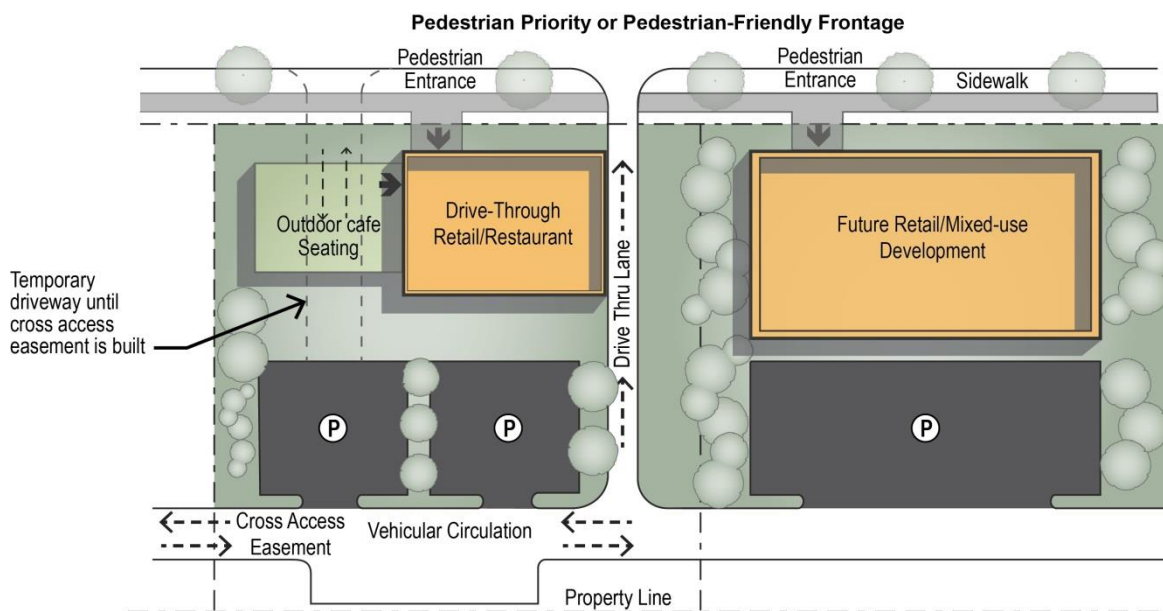 Pedestrian Priority or Pedestrian-Friendly Frontage
Pedestrian
Entrance
Pedestrian
Entrance
Sidewalk
Outdoor cafe
Seating
Drive-Through
Retail/Restaurant
Drive Thru Lane
Future Retail/Mixed-use
Development
Temporary
driveway until
cross access
easement is built
P
P
P
Cross Access
Easement
Vehicular Circulation
Property Line